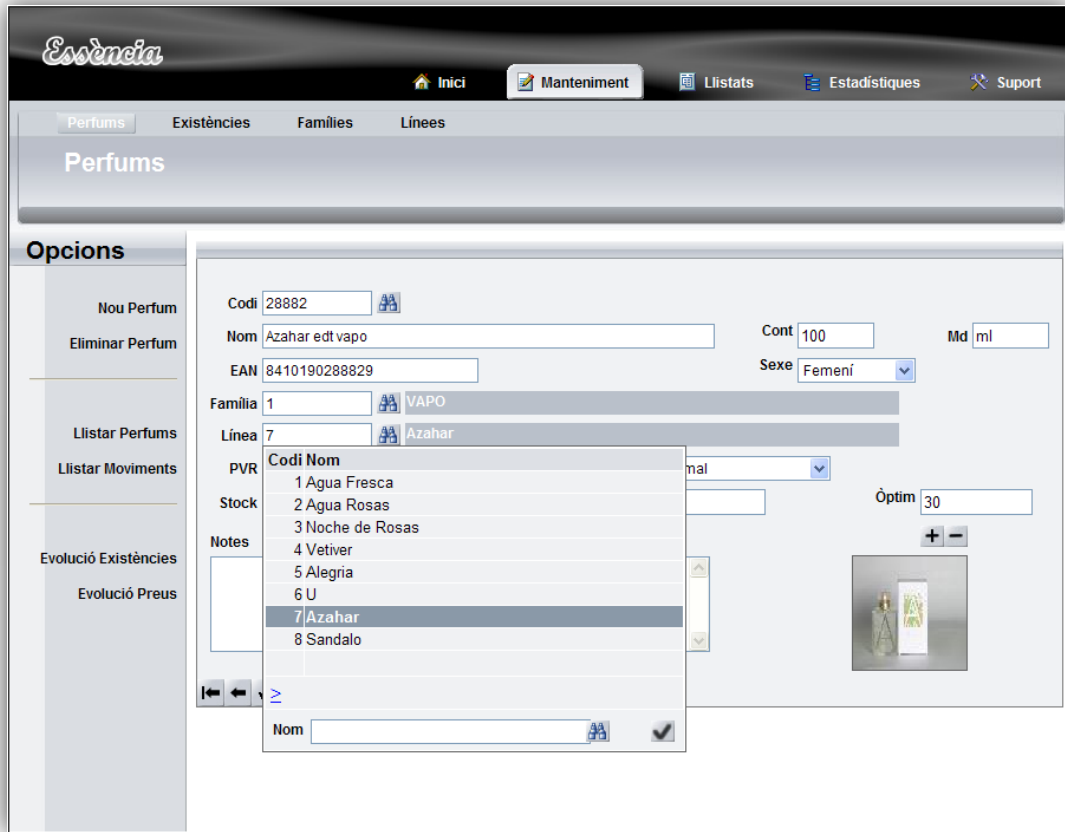 Essència
Inici Manteniment Llistats Estadístiques Suport
Perfums Existències Famílies Línees
Perfums
Opcions
Nou Perfum
Eliminar Perfum
Llistar Perfums
Llistar Moviments
Evolució Existències
Evolució Preus
Codi 28882
Nom Azahar edt vapo Cont 100 Md ml
EAN 8410190288829 Sexe Femení
Família 1 VAPO
Línea 7 Azahar
PVR mal
Stock Òptim 30
Notes
+ −
Codi Nom
1 Agua Fresca
2 Agua Rosas
3 Noche de Rosas
4 Vetiver
5 Alegria
6 U
7 Azahar
8 Sandalo
>
Nom
A
A